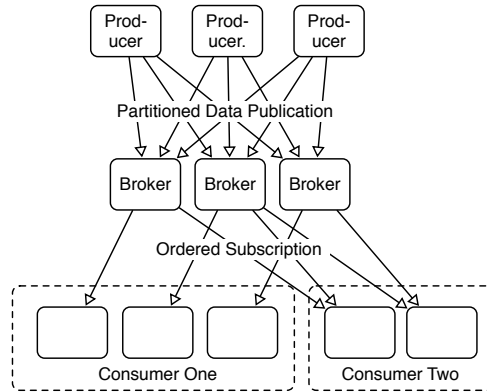 Prod-
ucer
Prod-
ucer.
Prod-
ucer
Partitioned Data Publication
Broker
Broker
Broker
Ordered Subscription
Consumer One
Consumer Two